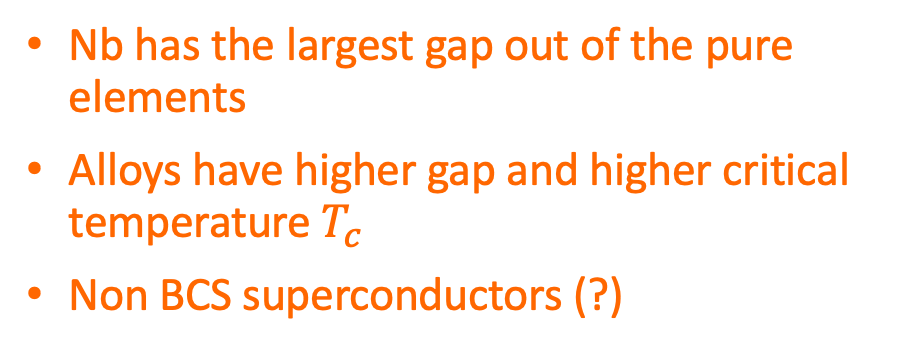 • Nb has the largest gap out of the pure
elements
• Alloys have higher gap and higher critical
temperature T_c
• Non BCS superconductors (?)